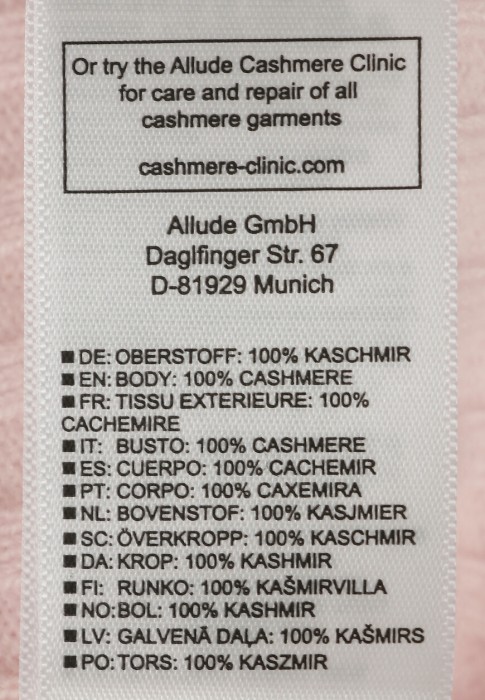 Or try the Allude Cashmere Clinic
for care and repair of all
cashmere garments
cashmere-clinic.com
Allude GmbH
Daglfinger Str. 67
D-81929 Munich
■ DE: OBERSTOFF: 100% KASCHMIR
■ EN: BODY: 100% CASHMERE
■ FR: TISSU EXTERIEURE: 100%
CACHEMIRE
■ IT: BUSTO: 100% CASHMERE
■ ES: CUERPO: 100% CACHEMIR
■ PT: CORPO: 100% CAXEMIRA
■ NL: BOVENSTOF: 100% KASJMIER
■ SC: ÖVERKROPP: 100% KASCHMIR
■ DA: KROP: 100% KASHMIR
■ FI: RUNKO: 100% KAŠMIRVILLA
■ NO: BOL: 100% KASHMIR
■ LV: GALVENĀ DAĻA: 100% KAŠMIRS
■ PO: TORS: 100% KASZMIR